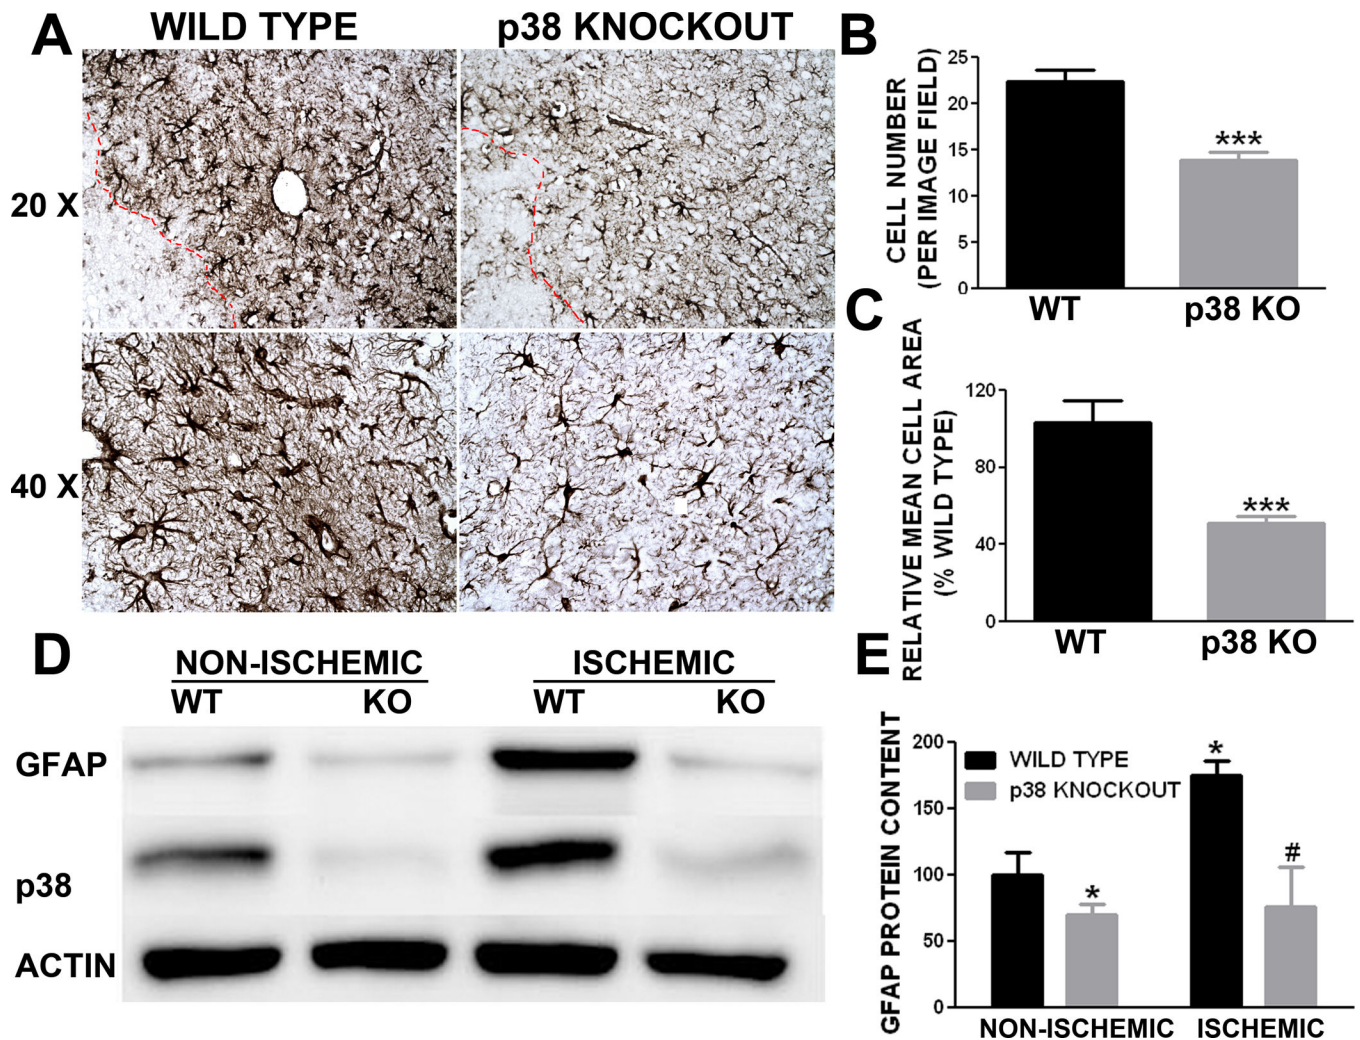 A
WILD TYPE
p38 KNOCKOUT
20 X
40 X
B
CELL NUMBER
(PER IMAGE FIELD)
25
20
15
10
5
0
***
WT
p38 KO
C
RELATIVE MEAN CELL AREA
(% WILD TYPE)
120
80
40
0
***
WT
p38 KO
D
NON-ISCHEMIC
ISCHEMIC
WT
KO
WT
KO
GFAP
p38
ACTIN
E
GFAP PROTEIN CONTENT
200
150
100
50
0
WILD TYPE
p38 KNOCKOUT
*
*
#
NON-ISCHEMIC
ISCHEMIC